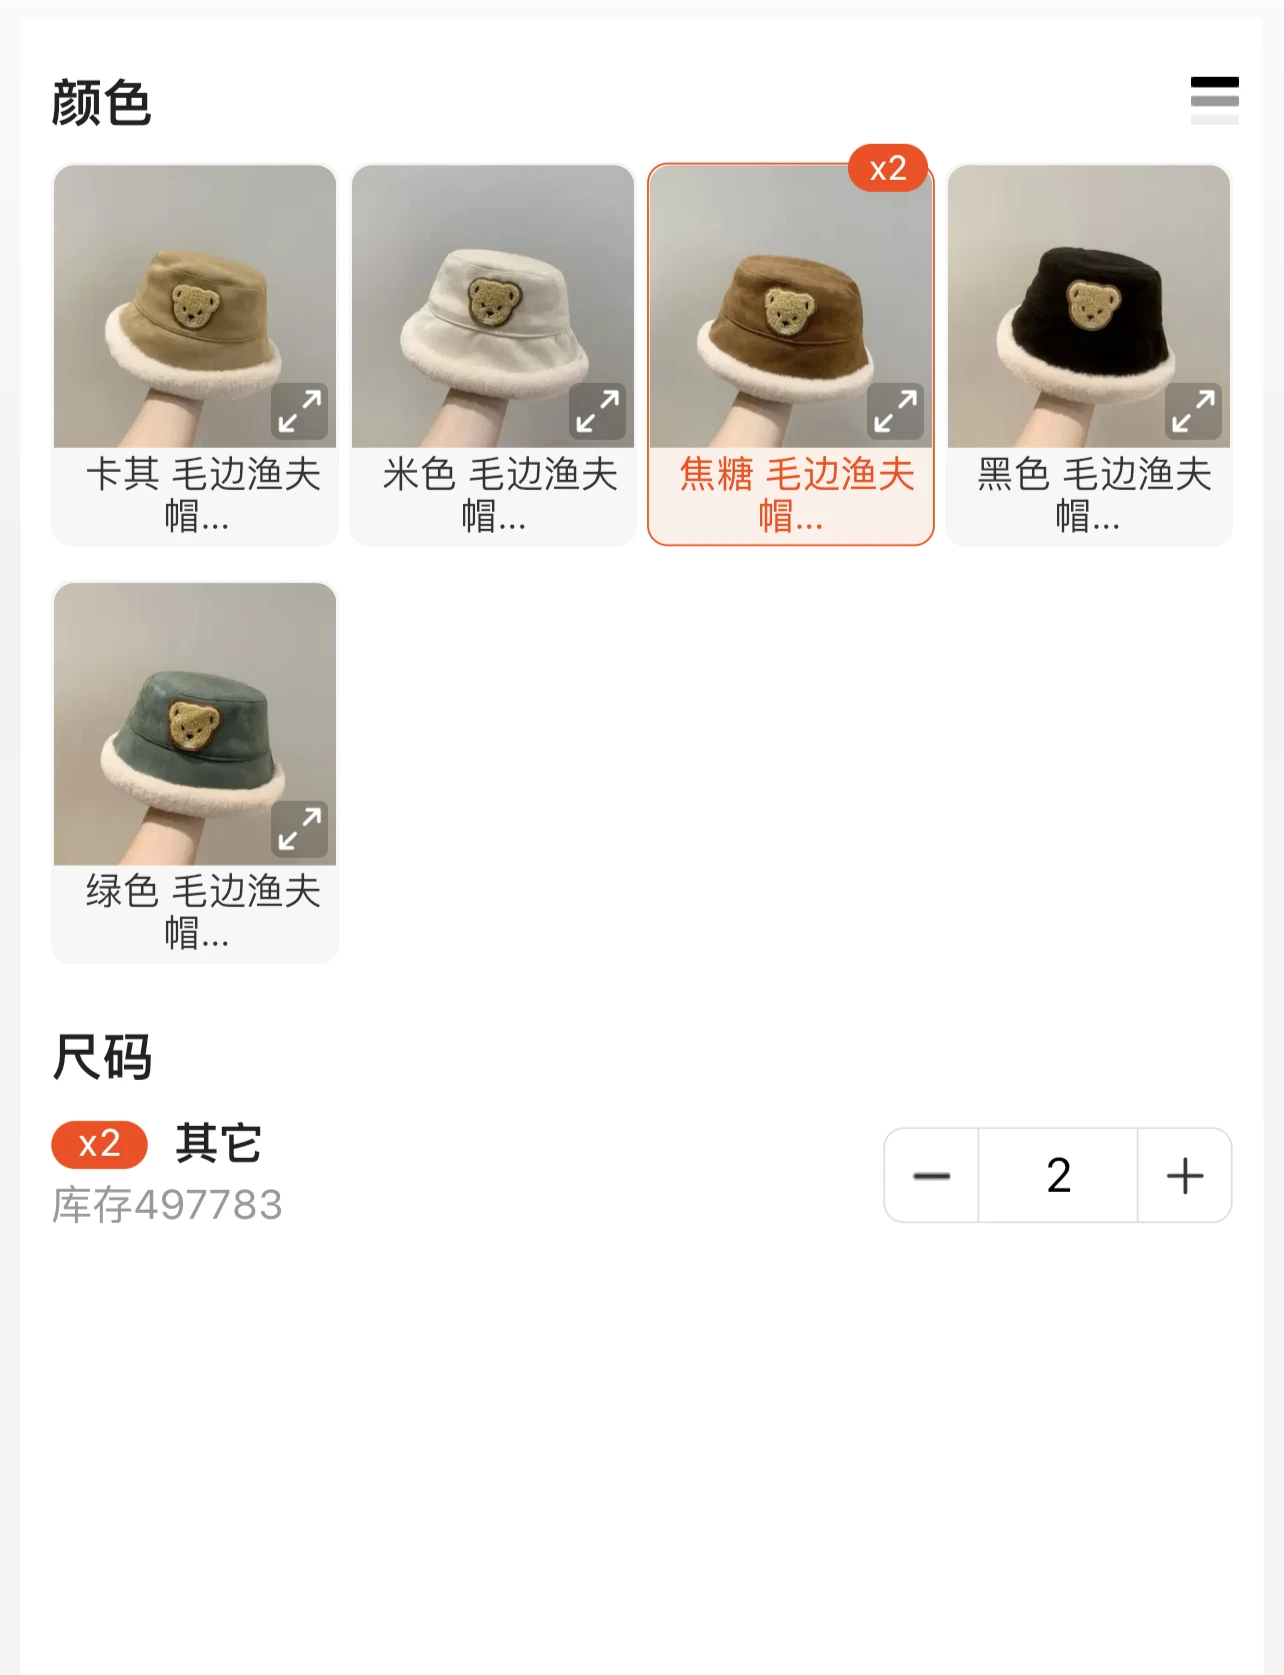 颜色
x2
卡其 毛边渔夫
帽...
米色 毛边渔夫
帽...
焦糖 毛边渔夫
帽...
黑色 毛边渔夫
帽...
绿色 毛边渔夫
帽...
尺码
x2 其它
库存497783
2